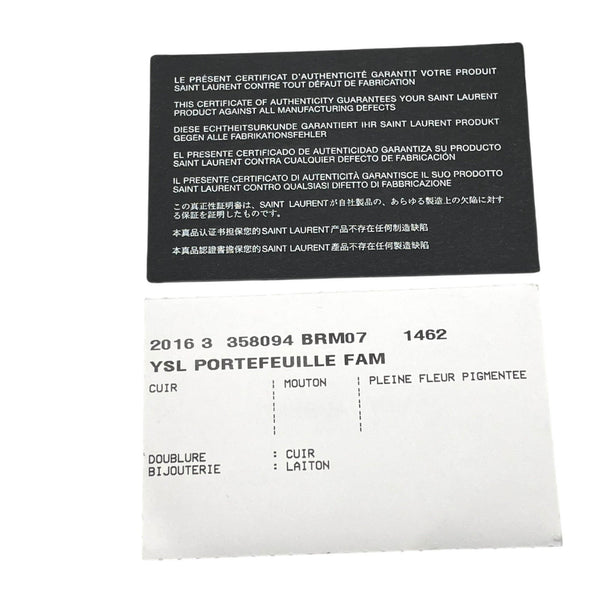 LE PRÉSENT CERTIFICAT D'AUTHENTICITÉ GARANTIT VOTRE PRODUIT
SAINT LAURENT CONTRE TOUT DÉFAUT DE FABRICATION
THIS CERTIFICATE OF AUTHENTICITY GUARANTEES YOUR SAINT LAURENT
PRODUCT AGAINST ALL MANUFACTURING DEFECTS
DIESE ECHTHEITSURKUNDE GARANTIERT IHR SAINT LAURENT PRODUKT
GEGEN ALLE FABRIKATIONSFEHLER
EL PRESENTE CERTIFICADO DE AUTENTICIDAD GARANTIZA SU PRODUCTO
SAINT LAURENT CONTRA CUALQUIER DEFECTO DE FABRICACIÓN
IL PRESENTE CERTIFICATO DI AUTENTICITÀ GARANTISCE IL SUO PRODOTTO
SAINT LAURENT CONTRO QUALSIASI DIFETTO DI FABBRICAZIONE
この真正性証明書は、SAINT LAURENTが自社製品の、あらゆる製造上の欠陥に対す
る保証を証明したものです。
本真品认证书担保您的SAINT LAURENT产品不存在任何制造缺陷
本真品認證書擔保您的SAINT LAURENT產品不存在任何製造缺陷
2016 3 358094 BRM07 1462
YSL PORTEFEUILLE FAM
CUIR ¦ MOUTON ¦ PLEINE FLEUR PIGMENTEE
DOUBLURE : CUIR
BIJOUTERIE : LAITON